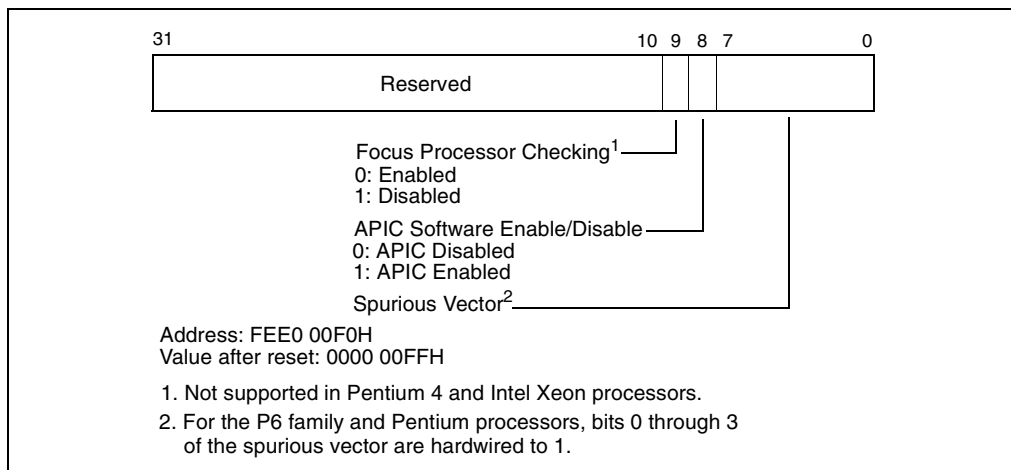 31 10 9 8 7 0
Reserved
Focus Processor Checking1
0: Enabled
1: Disabled
APIC Software Enable/Disable
0: APIC Disabled
1: APIC Enabled
Spurious Vector2
Address: FEE0 00F0H
Value after reset: 0000 00FFH
1. Not supported in Pentium 4 and Intel Xeon processors.
2. For the P6 family and Pentium processors, bits 0 through 3
of the spurious vector are hardwired to 1.